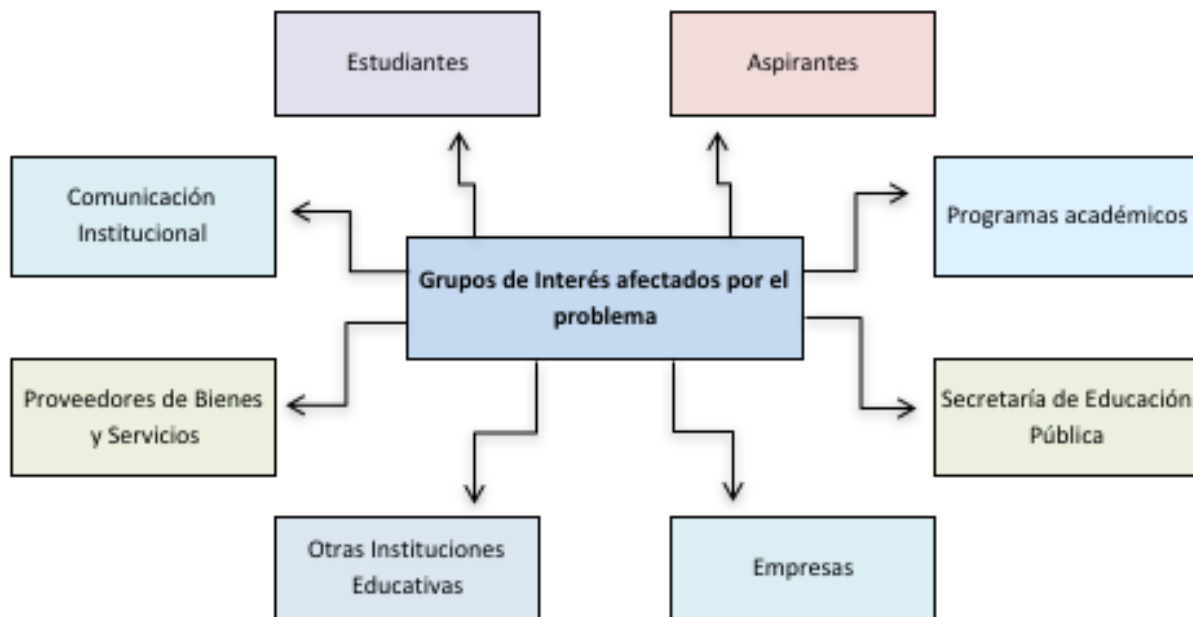 Estudiantes
Aspirantes
Comunicación
Institucional
Programas académicos
Grupos de Interés afectados por el
problema
Proveedores de Bienes
y Servicios
Secretaría de Educación
Pública
Otras Instituciones
Educativas
Empresas